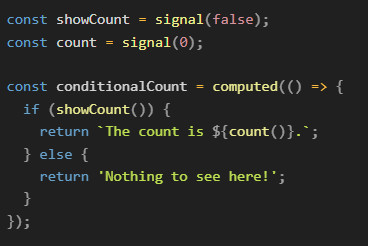 const showCount = signal(false);
const count = signal(0);

const conditionalCount = computed(() => {
  if (showCount()) {
    return `The count is ${count()}.`;
  } else {
    return 'Nothing to see here!';
  }
});